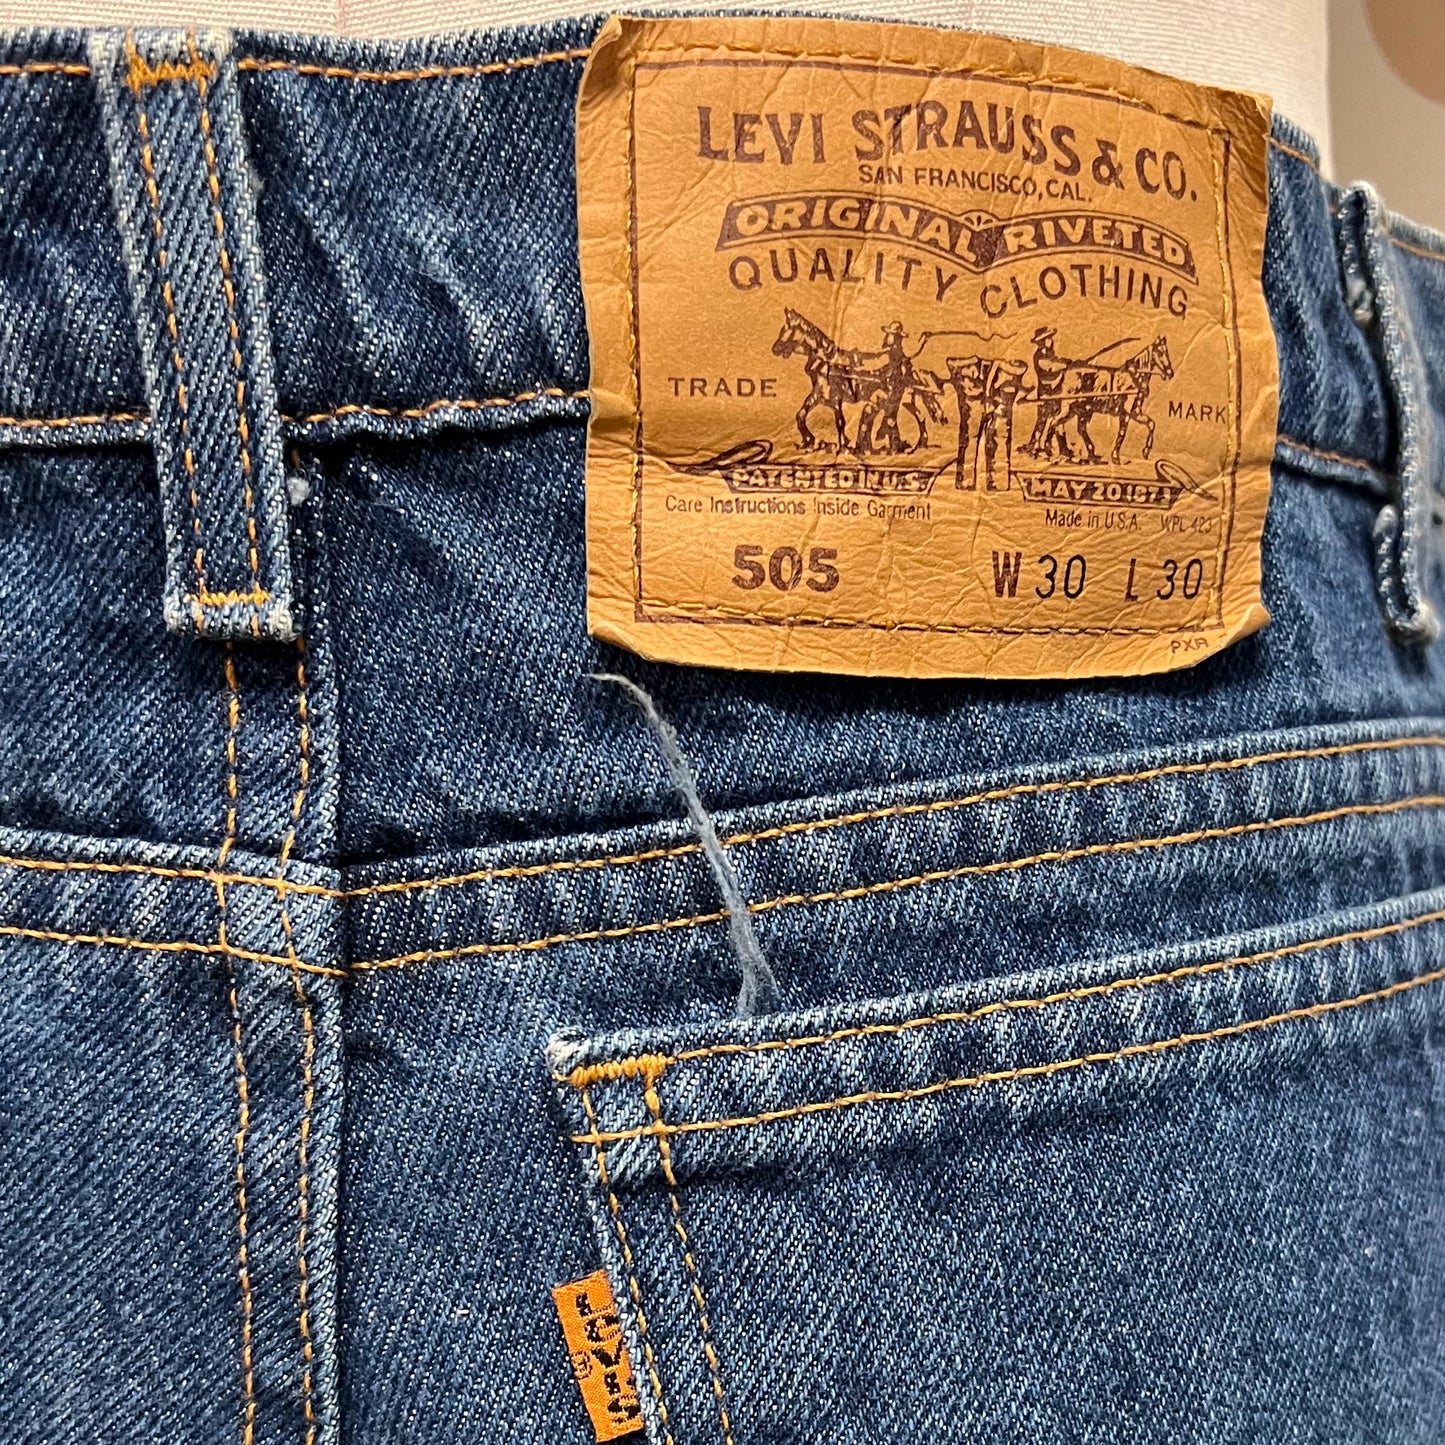 LEVI STRAUSS & CO.
SAN FRANCISCO, CAL.
ORIGINAL RIVETED
QUALITY CLOTHING
TRADE MARK
PATENTED IN U.S. MAY 20 1873
Care Instructions Inside Garment Made in U.S.A. WPL 423
505 W 30 L 30
PXR
LEVI'S
®